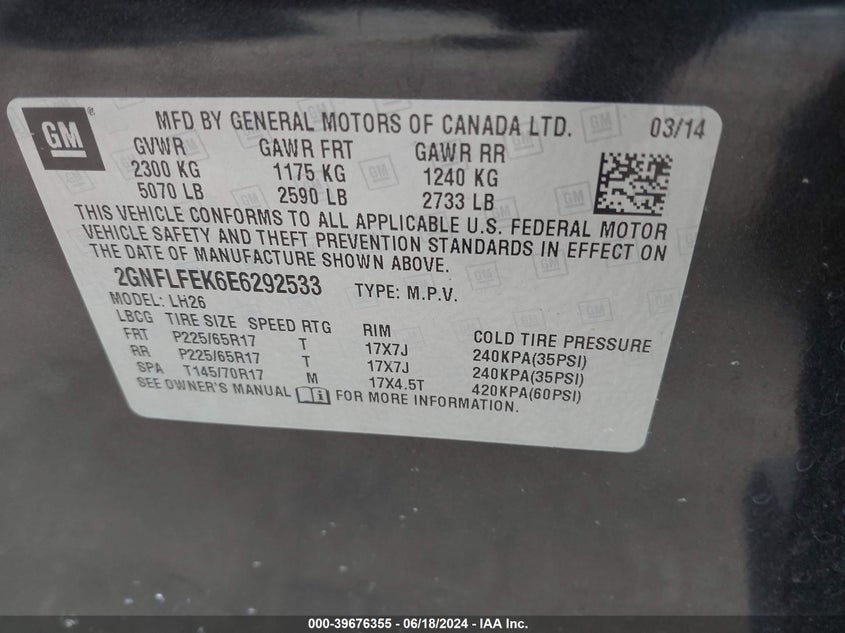 GM®
MFD BY GENERAL MOTORS OF CANADA LTD. 03/14
GVWR GAWR FRT GAWR RR
2300 KG 1175 KG 1240 KG
5070 LB 2590 LB 2733 LB
THIS VEHICLE CONFORMS TO ALL APPLICABLE U.S. FEDERAL MOTOR
VEHICLE SAFETY AND THEFT PREVENTION STANDARDS IN EFFECT ON
THE DATE OF MANUFACTURE SHOWN ABOVE.
2GNFLFEK6E6292533 TYPE: M.P.V.
MODEL: LH26
LBCG TIRE SIZE SPEED RTG RIM COLD TIRE PRESSURE
FRT P225/65R17 T 17X7J 240KPA(35PSI)
RR P225/65R17 T 17X7J 240KPA(35PSI)
SPA T145/70R17 M 17X4.5T 420KPA(60PSI)
SEE OWNER'S MANUAL i FOR MORE INFORMATION.
000-39676355 - 06/18/2024 - IAA Inc.